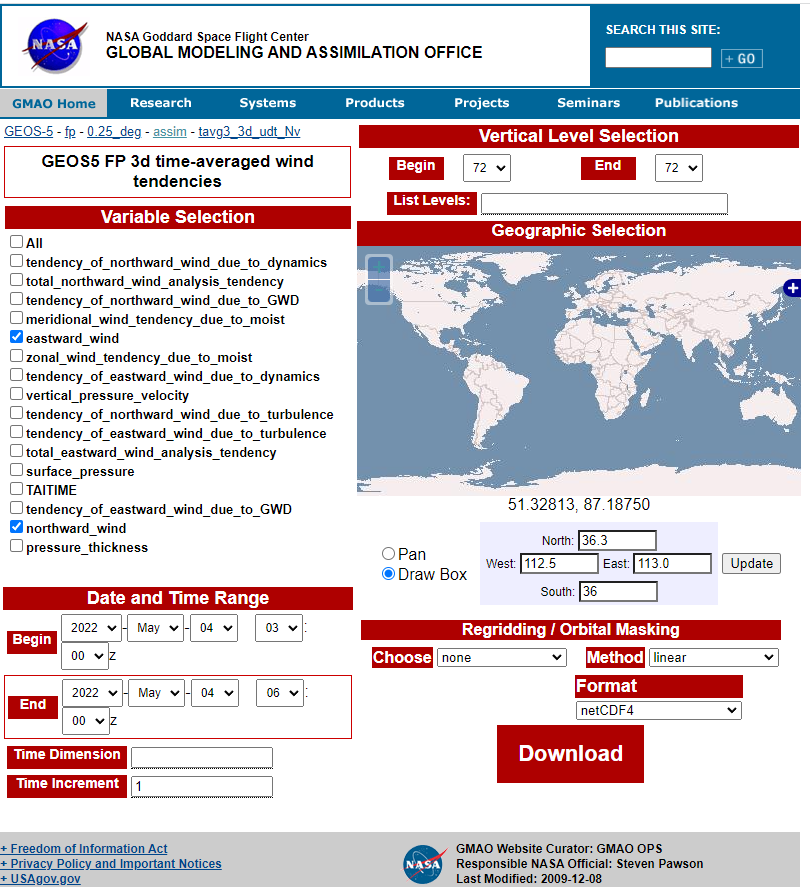 NASA
NASA Goddard Space Flight Center
GLOBAL MODELING AND ASSIMILATION OFFICE
SEARCH THIS SITE:
+ GO
GMAO Home Research Systems Products Projects Seminars Publications
GEOS-5 - fp - 0.25_deg - assim - tavg3_3d_udt_Nv
GEOS5 FP 3d time-averaged wind
tendencies
Variable Selection
All
tendency_of_northward_wind_due_to_dynamics
total_northward_wind_analysis_tendency
tendency_of_northward_wind_due_to_GWD
meridional_wind_tendency_due_to_moist
eastward_wind
zonal_wind_tendency_due_to_moist
tendency_of_eastward_wind_due_to_dynamics
vertical_pressure_velocity
tendency_of_northward_wind_due_to_turbulence
tendency_of_eastward_wind_due_to_turbulence
total_eastward_wind_analysis_tendency
surface_pressure
TAITIME
tendency_of_eastward_wind_due_to_GWD
northward_wind
pressure_thickness
Date and Time Range
Begin 2022 - May - 04 03 :
00 z
End 2022 - May - 04 06 :
00 z
Time Dimension
Time Increment 1
Vertical Level Selection
Begin 72 End 72
List Levels:
Geographic Selection
+
51.32813, 87.18750
Pan
Draw Box
North: 36.3
West: 112.5 East: 113.0
South: 36
Update
Regridding / Orbital Masking
Choose none Method linear
Format
netCDF4
Download
+ Freedom of Information Act
+ Privacy Policy and Important Notices
+ USAgov.gov
NASA
GMAO Website Curator: GMAO OPS
Responsible NASA Official: Steven Pawson
Last Modified: 2009-12-08